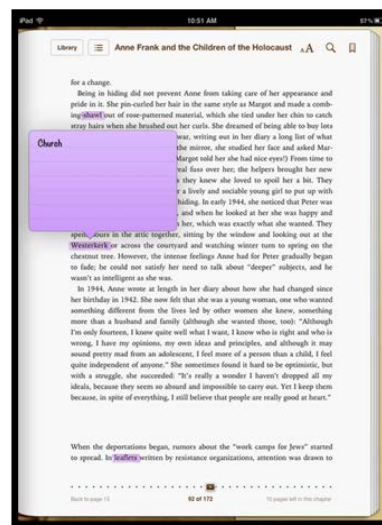 iPod 10:51 AM 57%
Library Anne Frank and the Children of the Holocaust AA
for a change.
Being in hiding did not prevent Anne from taking care of her appearance and
pride in it. She pin-curled her hair in the same style as Margot and made a comb-
ing-shawl out of rose-patterned material, which she tied under her chin to catch
stray hairs when she brushed out her curls. She dreamed of being able to buy lots
war, writing out in her diary a long list of what
the mirror, she studied her face and asked Mar-
Margot told her she had nice eyes!) From time to
real fuss over her; the helpers brought her new
they knew she loved to spoil her a bit. They
r a lively and sociable young girl to put up with
hiding. In early 1944, she noticed that Peter was
, and when he looked at her she was happy and
her, which was exactly what she wanted. They
Church
spent hours in the attic together, sitting by the window and looking out at the
Westerkerk or across the courtyard and watching winter turn to spring on the
chestnut tree. However, the intense feelings Anne had for Peter gradually began
to fade; he could not satisfy her need to talk about “deeper” subjects, and he
wasn’t as intelligent as she was.
In 1944, Anne wrote at length in her diary about how she had changed since
her birthday in 1942. She now felt that she was a young woman, one who wanted
something different from the lives led by other women she knew, something
more than a husband and family (although she wanted those, too): “Although
I’m only fourteen, I know quite well what I want, I know who is right and who is
wrong, I have my opinions, my own ideas and principles, and although it may
sound pretty mad from an adolescent, I feel more of a person than a child, I feel
quite independent of anyone.” She sometimes found it hard to be optimistic, but
with a struggle, she succeeded: “It’s really a wonder I haven’t dropped all my
ideals, because they seem so absurd and impossible to carry out. Yet I keep them
because, in spite of everything, I still believe that people are really good at heart.”
When the deportations began, rumors about the “work camps for Jews” started
to spread. In leaflets written by resistance organizations, attention was drawn to
Back to page 13 92 of 172 10 pages left in this chapter